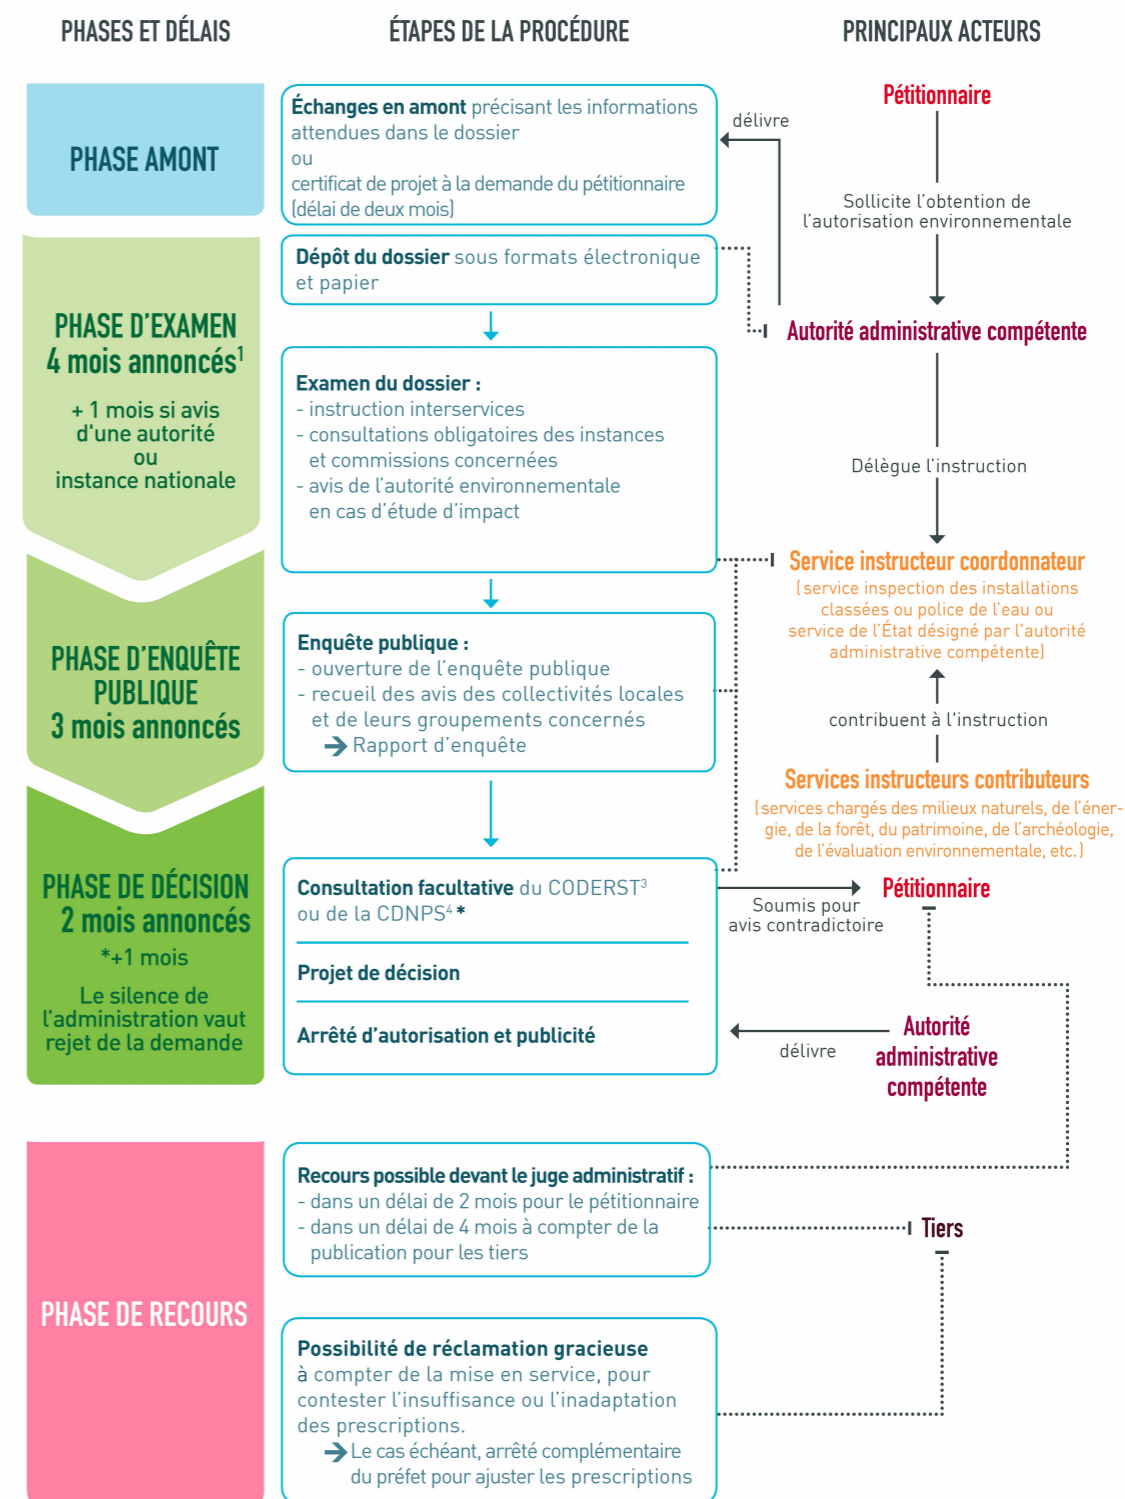 PHASES ET DÉLAIS
ÉTAPES DE LA PROCÉDURE
PRINCIPAUX ACTEURS
PHASE AMONT
Échanges en amont précisant les informations
attendues dans le dossier
ou
certificat de projet à la demande du pétitionnaire
(délai de deux mois)
délivre
Pétitionnaire
Sollicite l’obtention de
l’autorisation environnementale
PHASE D’EXAMEN
4 mois annoncés¹
+ 1 mois si avis
d'une autorité
ou
instance nationale
Dépôt du dossier sous formats électronique
et papier
Autorité administrative compétente
Examen du dossier :
- instruction interservices
- consultations obligatoires des instances
et commissions concernées
- avis de l’autorité environnementale
en cas d’étude d’impact
Délègue l’instruction
Service instructeur coordonnateur
(service inspection des installations
classées ou police de l’eau ou
service de l’État désigné par l'autorité
administrative compétente)
PHASE D’ENQUÊTE
PUBLIQUE
3 mois annoncés
Enquête publique :
- ouverture de l’enquête publique
- recueil des avis des collectivités locales
et de leurs groupements concernés
➔ Rapport d’enquête
contribuent à l'instruction
Services instructeurs contributeurs
(services chargés des milieux naturels, de l’éner-
gie, de la forêt, du patrimoine, de l’archéologie,
de l’évaluation environnementale, etc.)
PHASE DE DÉCISION
2 mois annoncés
*+1 mois
Le silence de
l’administration vaut
rejet de la demande
Consultation facultative du CODERST³
ou de la CDNPS⁴ *
Projet de décision
Arrêté d’autorisation et publicité
Soumis pour
avis contradictoire
Pétitionnaire
délivre
Autorité
administrative
compétente
PHASE DE RECOURS
Recours possible devant le juge administratif :
- dans un délai de 2 mois pour le pétitionnaire
- dans un délai de 4 mois à compter de la
publication pour les tiers
Tiers
Possibilité de réclamation gracieuse
à compter de la mise en service, pour
contester l’insuffisance ou l’inadaptation
des prescriptions.
➔ Le cas échéant, arrêté complémentaire
du préfet pour ajuster les prescriptions